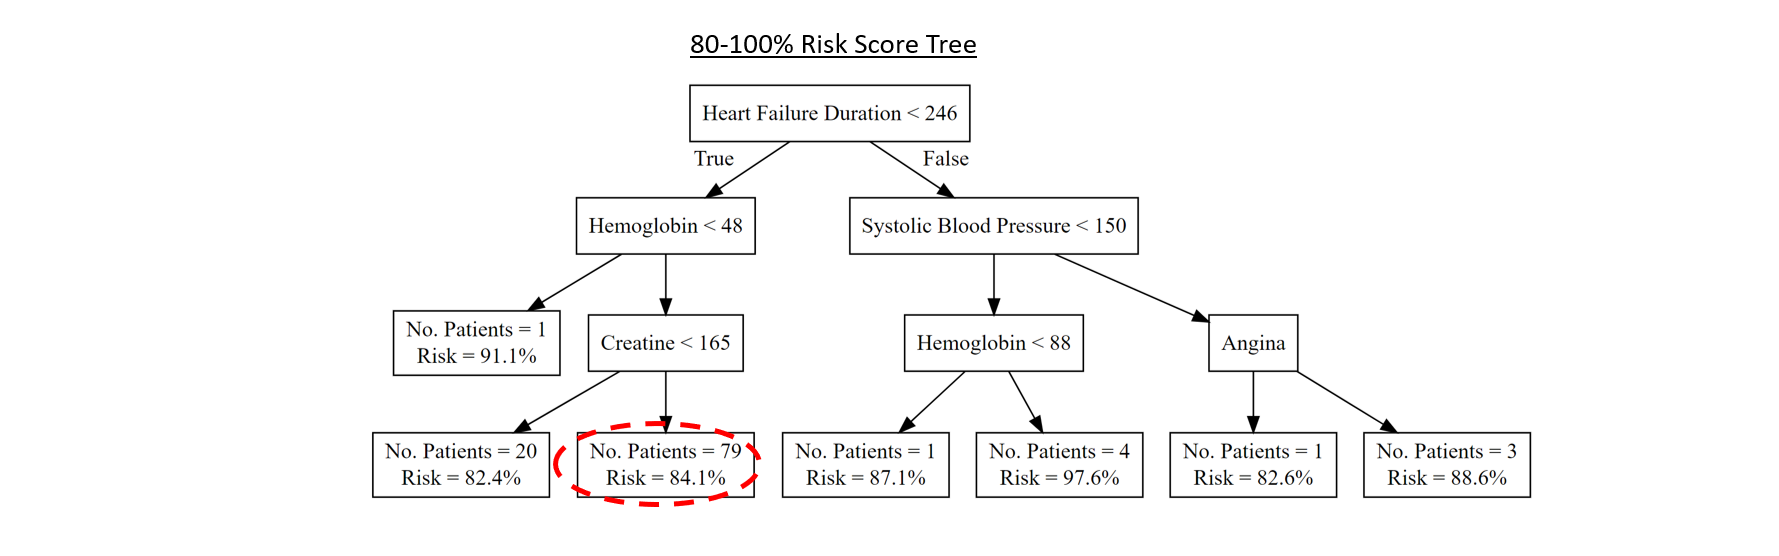 80-100% Risk Score Tree
Heart Failure Duration < 246
True
False
Hemoglobin < 48
Systolic Blood Pressure < 150
No. Patients = 1
Risk = 91.1%
Creatine < 165
Hemoglobin < 88
Angina
No. Patients = 20
Risk = 82.4%
No. Patients = 79
Risk = 84.1%
No. Patients = 1
Risk = 87.1%
No. Patients = 4
Risk = 97.6%
No. Patients = 1
Risk = 82.6%
No. Patients = 3
Risk = 88.6%